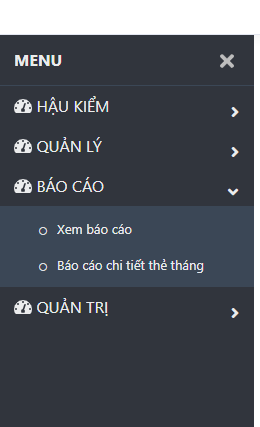 MENU
HẬU KIỂM
QUẢN LÝ
BÁO CÁO
Xem báo cáo
Báo cáo chi tiết thẻ tháng
QUẢN TRỊ